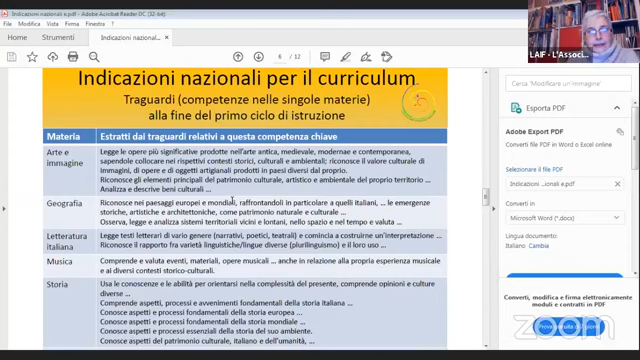 Indicazioni nazionali e.pdf - Adobe Acrobat Reader DC (32-bit)
File Modifica Vista Firma Finestra Guida
Home Strumenti Indicazioni nazional... ×
6 / 12
LAIF - L'Associ
Indicazioni nazionali per il curriculum
Traguardi (competenze nelle singole materie)
alla fine del primo ciclo di istruzione
Materia Estratti dai traguardi relativi a questa competenza chiave
Arte e immagine
Legge le opere più significative prodotte nell'arte antica, medievale, modernae e contemporanea,
sapendole collocare nei rispettivi contesti storici, culturali e ambientali; riconosce il valore culturale di
immagini, di opere e di oggetti artigianali prodotti in paesi diversi dal proprio.
Riconosce gli elementi principali del patrimonio culturale, artistico e ambientale del proprio territorio ...
Analizza e descrive beni culturali ...
Geografia
Riconosce nei paesaggi europei e mondiali, raffrontandoli in particolare a quelli italiani, ... le emergenze
storiche, artistiche e architettoniche, come patrimonio naturale e culturale ...
Osserva, legge e analizza sistemi territoriali vicini e lontani, nello spazio e nel tempo e valuta ...
Letteratura italiana
Legge testi letterari di vario genere (narrativi, poetici, teatrali) e comincia a costruirne un'interpretazione ...
Riconosce il rapporto fra varietà linguistiche/lingue diverse (plurilinguismo) e il loro uso ...
Musica
Comprende e valuta eventi, materiali, opere musicali ... anche in relazione alla propria esperienza musicale
e ai diversi contesti storico-culturali.
Storia
Usa le conoscenze e le abilità per orientarsi nella complessità del presente, comprende opinioni e culture
diverse ...
Comprende aspetti, processi e avvenimenti fondamentali della storia italiana ...
Conosce aspetti e processi fondamentali della storia europea ...
Conosce aspetti e processi fondamentali della storia mondiale ...
Conosce aspetti e processi essenziali della storia del suo ambiente.
Conosce aspetti del patrimonio culturale, italiano e dell'umanità, ...
Cerca "Modificare un'immagine"
Esporta PDF
Adobe Export PDF
Converti file PDF in Word o Excel online
Selezionare il file PDF
Indicazioni ...ionali e.pdf ×
Converti in
Microsoft Word (*.docx)
Lingua documento:
Italiano Cambia
Converti, modifica e firma elettronicamente
moduli e contratti in PDF
Prova gratuita di 7 giorni
zoom